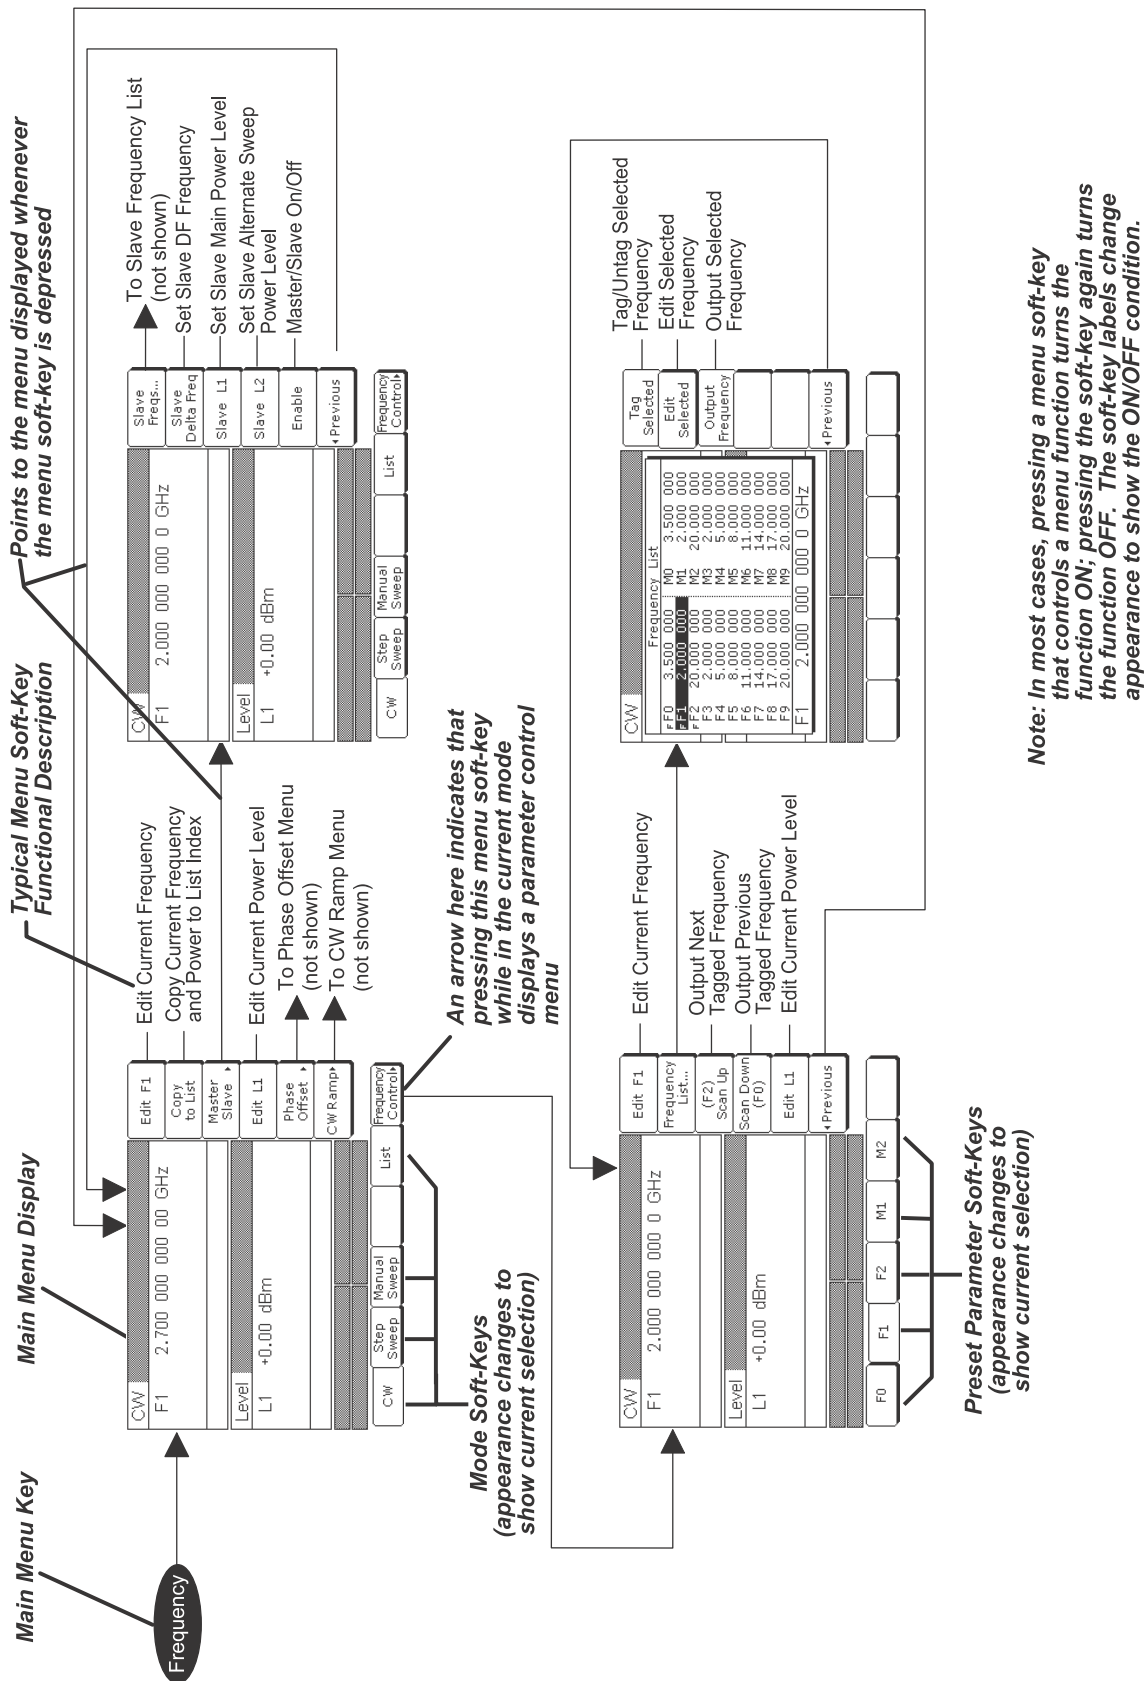 Main Menu Key
Main Menu Display
Typical Menu Soft-Key
Functional Description
Points to the menu displayed whenever
the menu soft-key is depressed
Frequency
CW
F1 2.700 000 000 00 GHz
Level
L1 +0.00 dBm
Edit F1
Copy
to List
Master
Slave
Edit L1
Phase
Offset
CW Ramp
CW
Step
Sweep
Manual
Sweep
List
Frequency
Control
Edit Current Frequency
Copy Current Frequency
and Power to List Index
Edit Current Power Level
To Phase Offset Menu
(not shown)
To CW Ramp Menu
(not shown)
CW
F1 2.000 000 000 0 GHz
Level
L1 +0.00 dBm
Slave
Freqs...
Slave
Delta Freq
Slave L1
Slave L2
Enable
Previous
CW
Step
Sweep
Manual
Sweep
List
Frequency
Control
To Slave Frequency List
(not shown)
Set Slave DF Frequency
Set Slave Main Power Level
Set Slave Alternate Sweep
Power Level
Master/Slave On/Off
Mode Soft-Keys
(appearance changes to
show current selection)
An arrow here indicates that
pressing this menu soft-key
while in the current mode
displays a parameter control
menu
CW
F1 2.000 000 000 0 GHz
Level
L1 +0.00 dBm
Edit F1
Frequency
List...
(F2)
Scan Up
Scan Down
(F0)
Edit L1
Previous
F0
F1
F2
M1
M2
Edit Current Frequency
Output Next
Tagged Frequency
Output Previous
Tagged Frequency
Edit Current Power Level
CW
Frequency List
F F0 3.500 000 M0 3.500 000
F F1 2.000 000 M1 2.000 000
F F2 20.000 000 M2 20.000 000
F3 2.000 000 M3 2.000 000
F4 5.000 000 M4 5.000 000
F5 8.000 000 M5 8.000 000
F6 11.000 000 M6 11.000 000
F7 14.000 000 M7 14.000 000
F8 17.000 000 M8 17.000 000
F9 20.000 000 M9 20.000 000
F1 2.000 000 000 0 GHz
Tag
Selected
Edit
Selected
Output
Frequency
Previous
Tag/Untag Selected
Frequency
Edit Selected
Frequency
Output Selected
Frequency
Preset Parameter Soft-Keys
(appearance changes to
show current selection)
Note: In most cases, pressing a menu soft-key
that controls a menu function turns the
function ON; pressing the soft-key again turns
the function OFF. The soft-key labels change
appearance to show the ON/OFF condition.